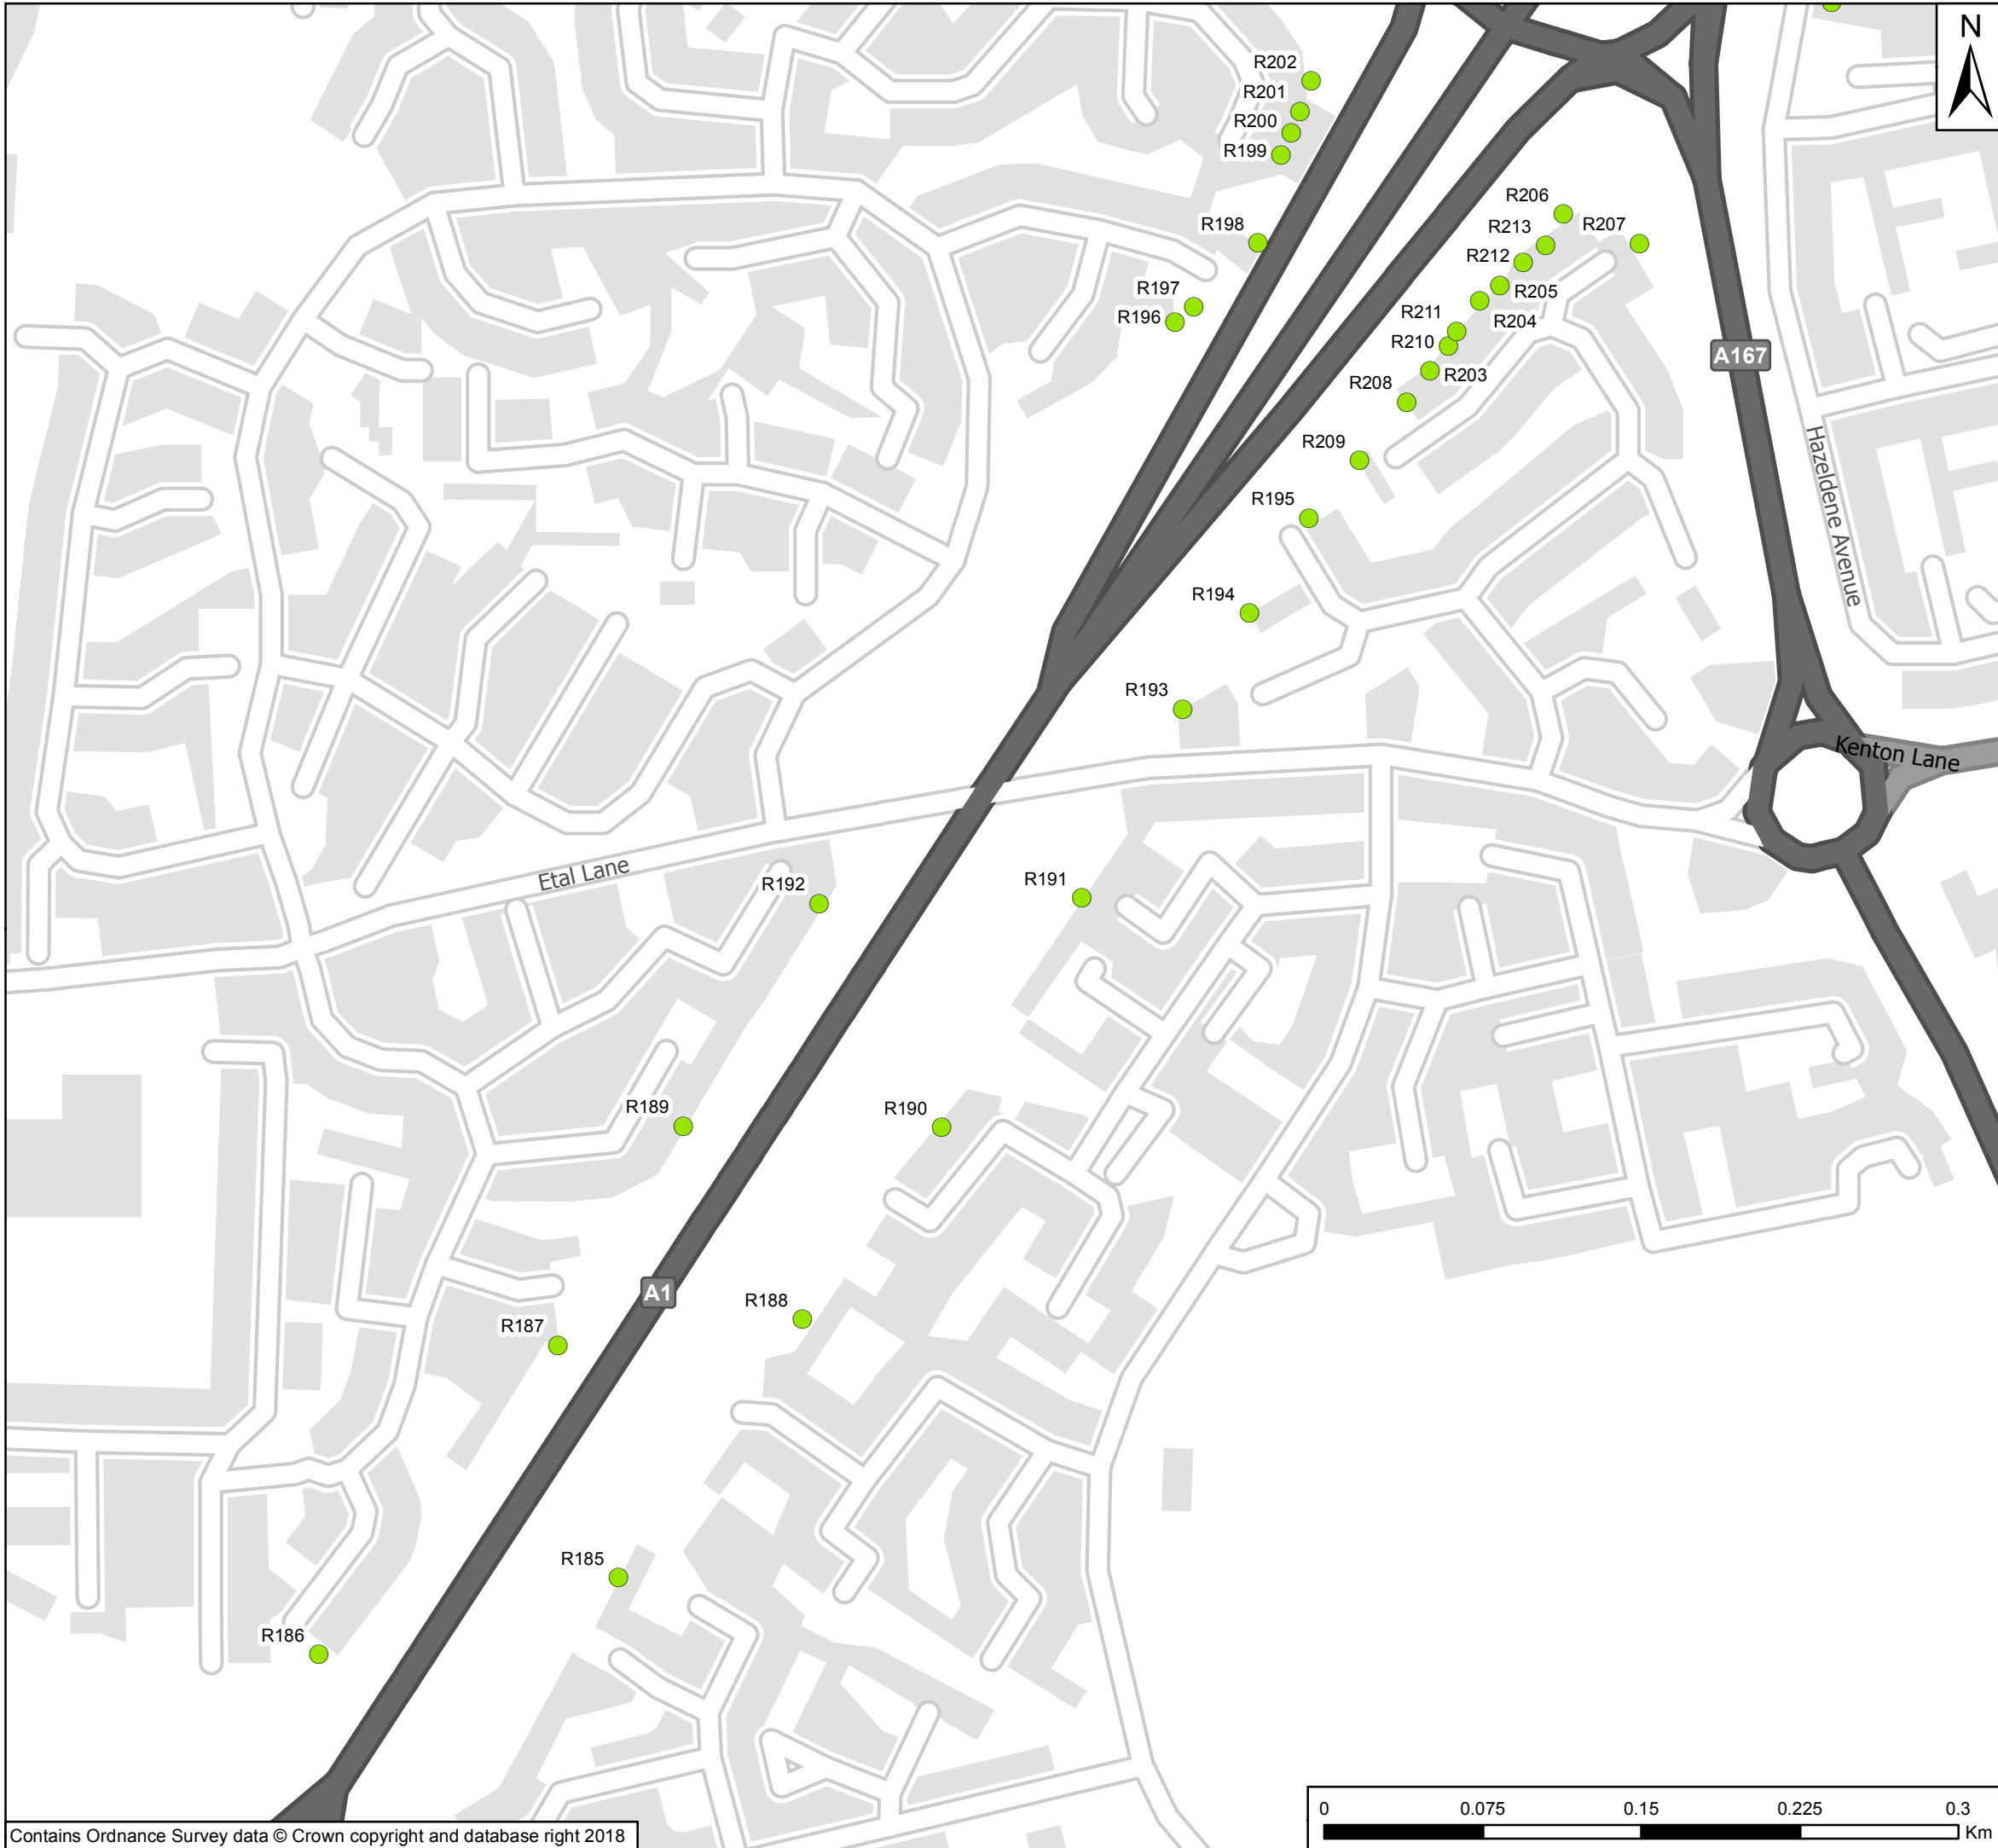 N
R202
R201
R200
R199
R206
R198
R213
R207
R212
R197
R205
R211
R196
R204
R210
A167
R203
R208
R209
Hazeldene Avenue
R195
R194
R193
Kenton Lane
Etal Lane
R192
R191
R189
R190
A1
R188
R187
R185
R186
0 0.075 0.15 0.225 0.3
Km
Contains Ordnance Survey data © Crown copyright and database right 2018